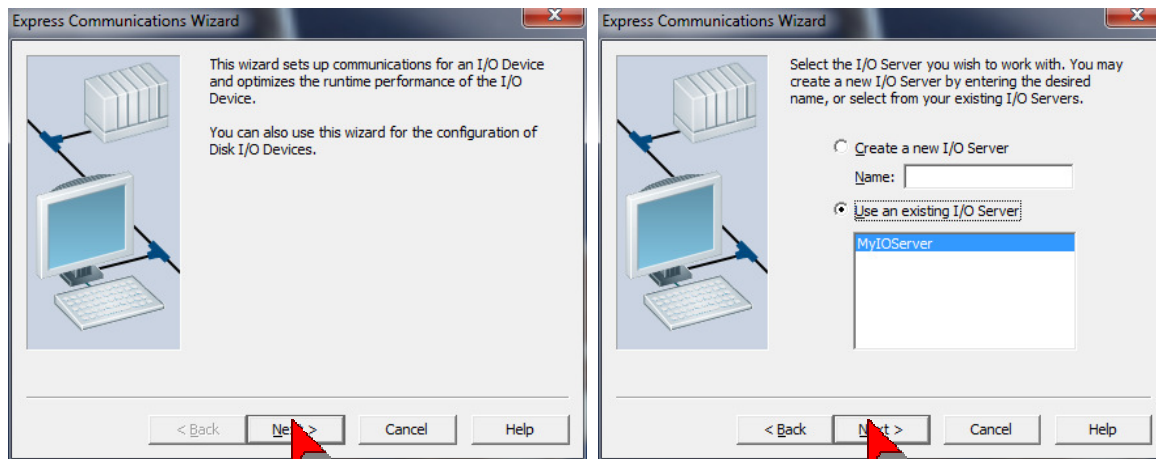 Express Communications Wizard
This wizard sets up communications for an I/O Device
and optimizes the runtime performance of the I/O
Device.
You can also use this wizard for the configuration of
Disk I/O Devices.
< Back Next > Cancel Help
Express Communications Wizard
Select the I/O Server you wish to work with. You may
create a new I/O Server by entering the desired
name, or select from your existing I/O Servers.
Create a new I/O Server
Name:
Use an existing I/O Server
MyIOServer
< Back Next > Cancel Help